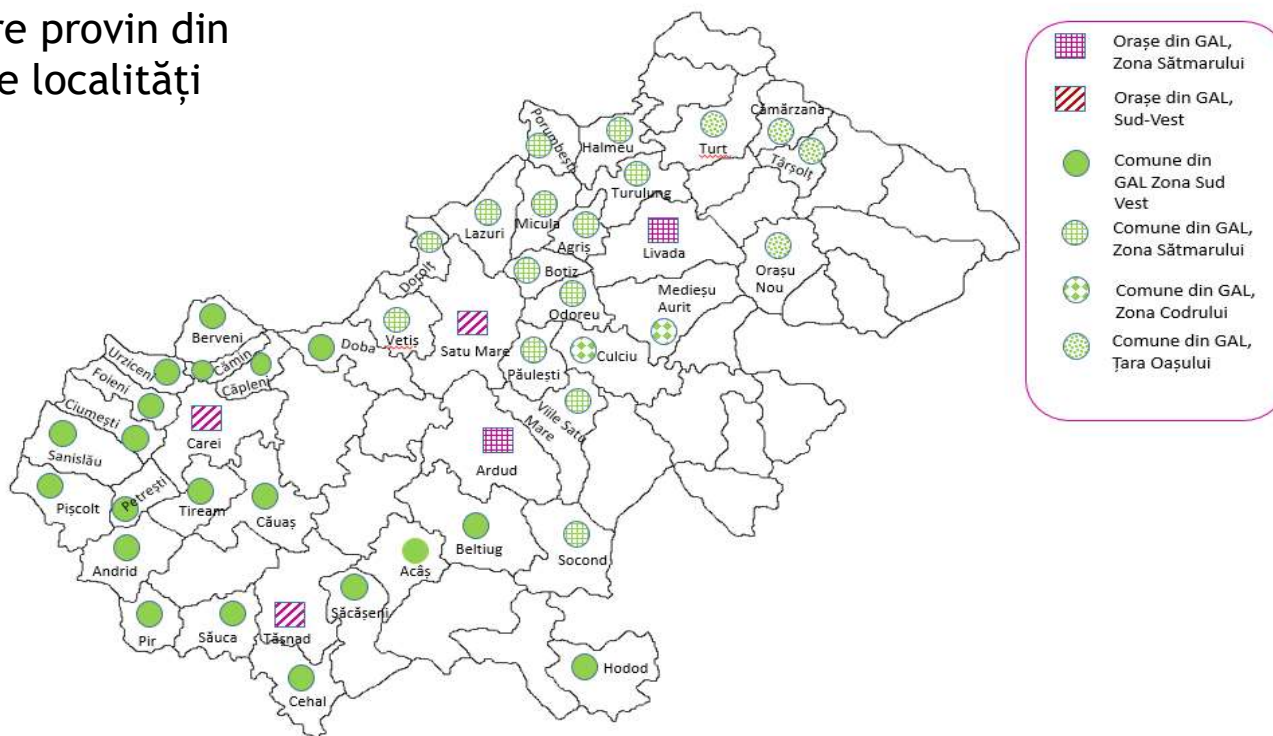 re provin din
e localități
Orașe din GAL,
Zona Sătmarului
Orașe din GAL,
Sud-Vest
Comune din
GAL Zona Sud
Vest
Comune din GAL,
Zona Sătmarului
Comune din GAL,
Zona Codrului
Comune din GAL,
Țara Oașului
Cămărzana
Porumbești
Halmeu
Turt
Târșolț
Turulung
Lazuri
Micula
Agriș
Livada
Orașu
Nou
Dorolț
Botiz
Medieșu
Aurit
Odoreu
Berveni
Vetiș
Doba
Satu Mare
Culciu
Urziceni
Cămin
Păulești
Foieni
Căpleni
Ciumești
Viile Satu
Mare
Carei
Sanislău
Ardud
Petrești
Pișcolt
Tiream
Căuaș
Beltiug
Socond
Andrid
Acâș
Săcășeni
Pir
Săuca
Tășnad
Hodod
Cehal